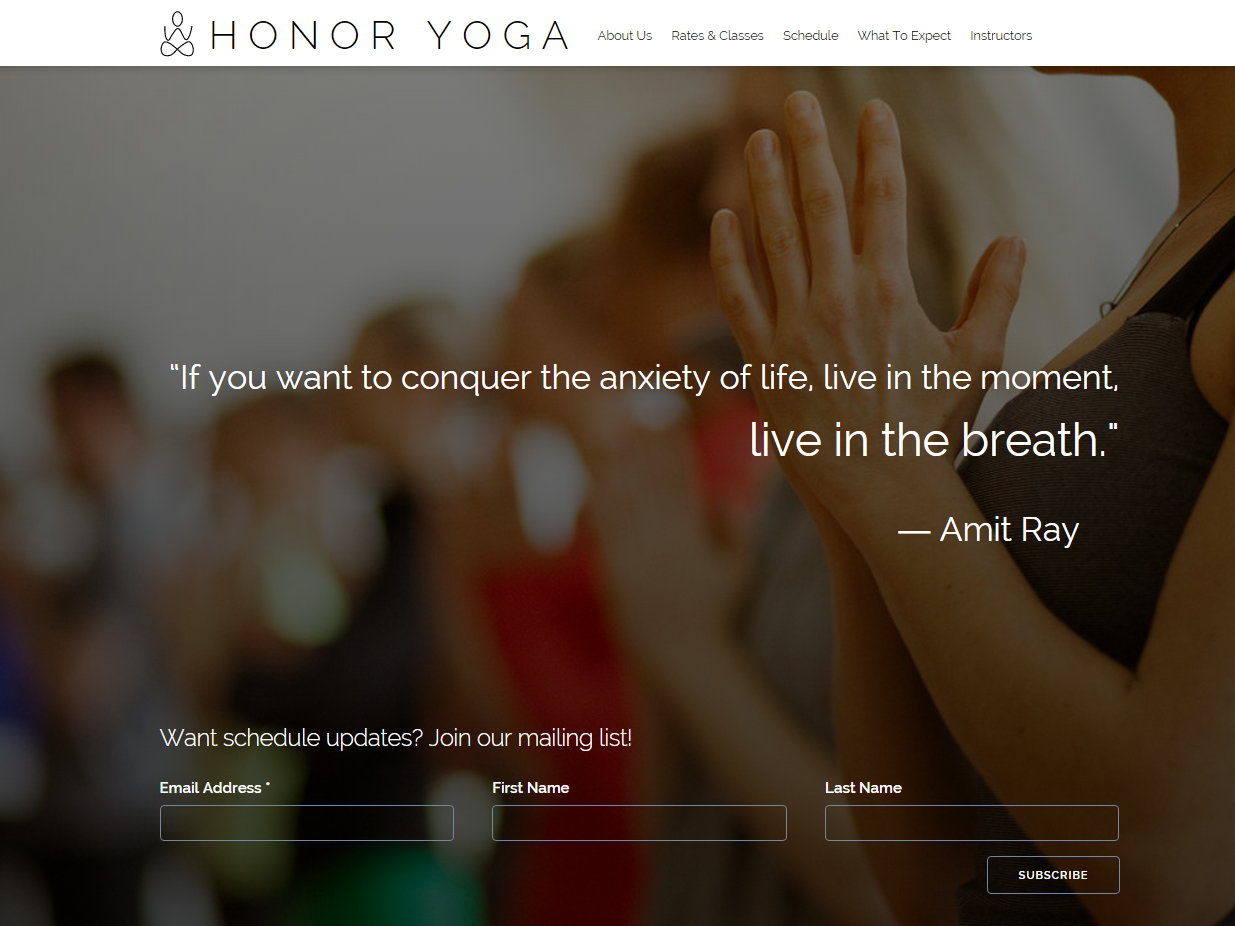 HONOR YOGA
About Us Rates & Classes Schedule What To Expect Instructors
“If you want to conquer the anxiety of life, live in the moment,
live in the breath."
— Amit Ray
Want schedule updates? Join our mailing list!
Email Address * First Name Last Name
SUBSCRIBE